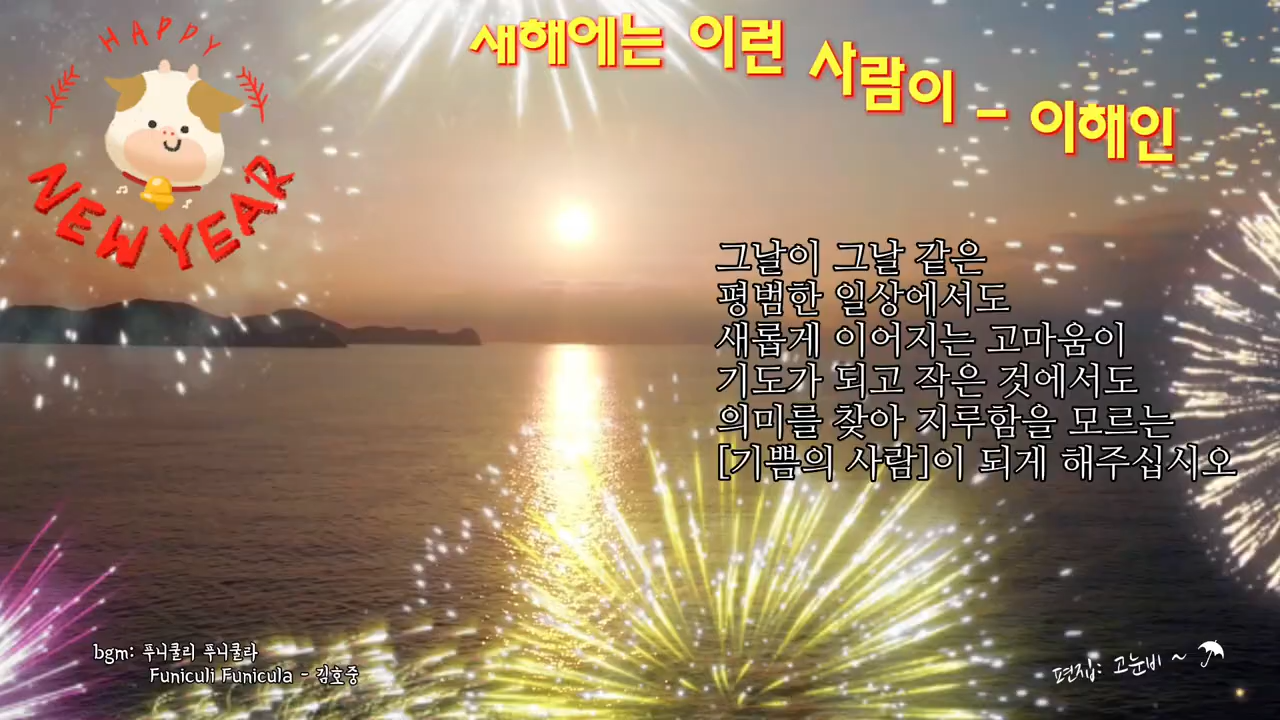 HAPPY
NEW YEAR
새해에는 이런 사람이 - 이해인
그날이 그날 같은
평범한 일상에서도
새롭게 이어지는 고마움이
기도가 되고 작은 것에서도
의미를 찾아 지루함을 모르는
[기쁨의 사람]이 되게 해주십시오
bgm: 푸니쿨리 푸니쿨라
Funiculi Funicula - 김호중
편집: 고눈비 ~